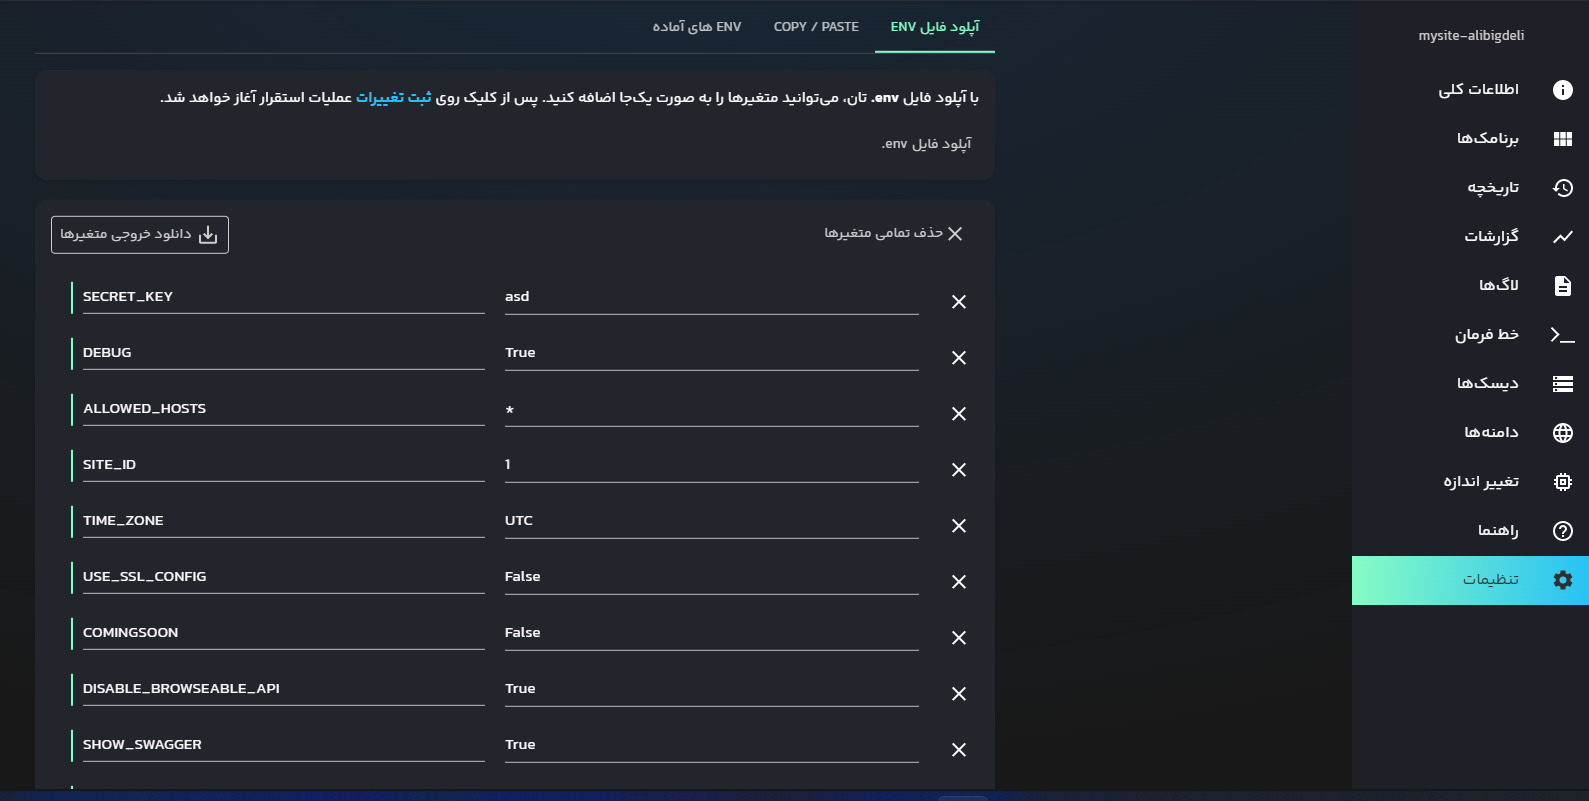 آپلود فایل ENV
COPY / PASTE
ENV های آماده
با آپلود فایل env. تان، می‌توانید متغیرها را به صورت یک‌جا اضافه کنید. پس از کلیک روی ثبت تغییرات عملیات استقرار آغاز خواهد شد.
آپلود فایل env.
حذف تمامی متغیرها
دانلود خروجی متغیرها
SECRET_KEY asd
DEBUG True
ALLOWED_HOSTS *
SITE_ID 1
TIME_ZONE UTC
USE_SSL_CONFIG False
COMINGSOON False
DISABLE_BROWSEABLE_API True
SHOW_SWAGGER True
mysite-alibigdeli
اطلاعات کلی
برنامک‌ها
تاریخچه
گزارشات
لاگ‌ها
خط فرمان
دیسک‌ها
دامنه‌ها
تغییر اندازه
راهنما
تنظیمات